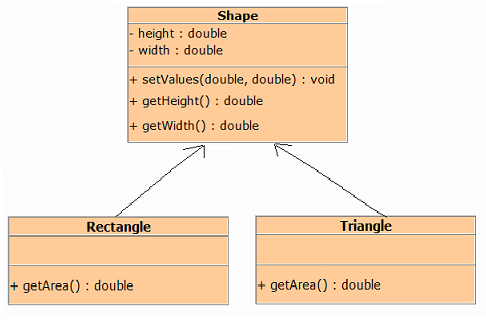 Shape
- height : double
- width : double
+ setValues(double, double) : void
+ getHeight() : double
+ getWidth() : double
Rectangle
+ getArea() : double
Triangle
+ getArea() : double